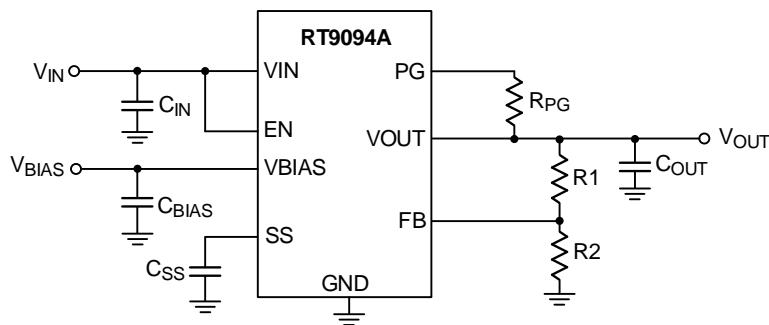 RT9094A
VIN
VIN
PG
CIN
RPG
EN
VOUT
VOUT
VBIAS
VBIAS
R1
COUT
CBIAS
FB
SS
R2
CSS
GND